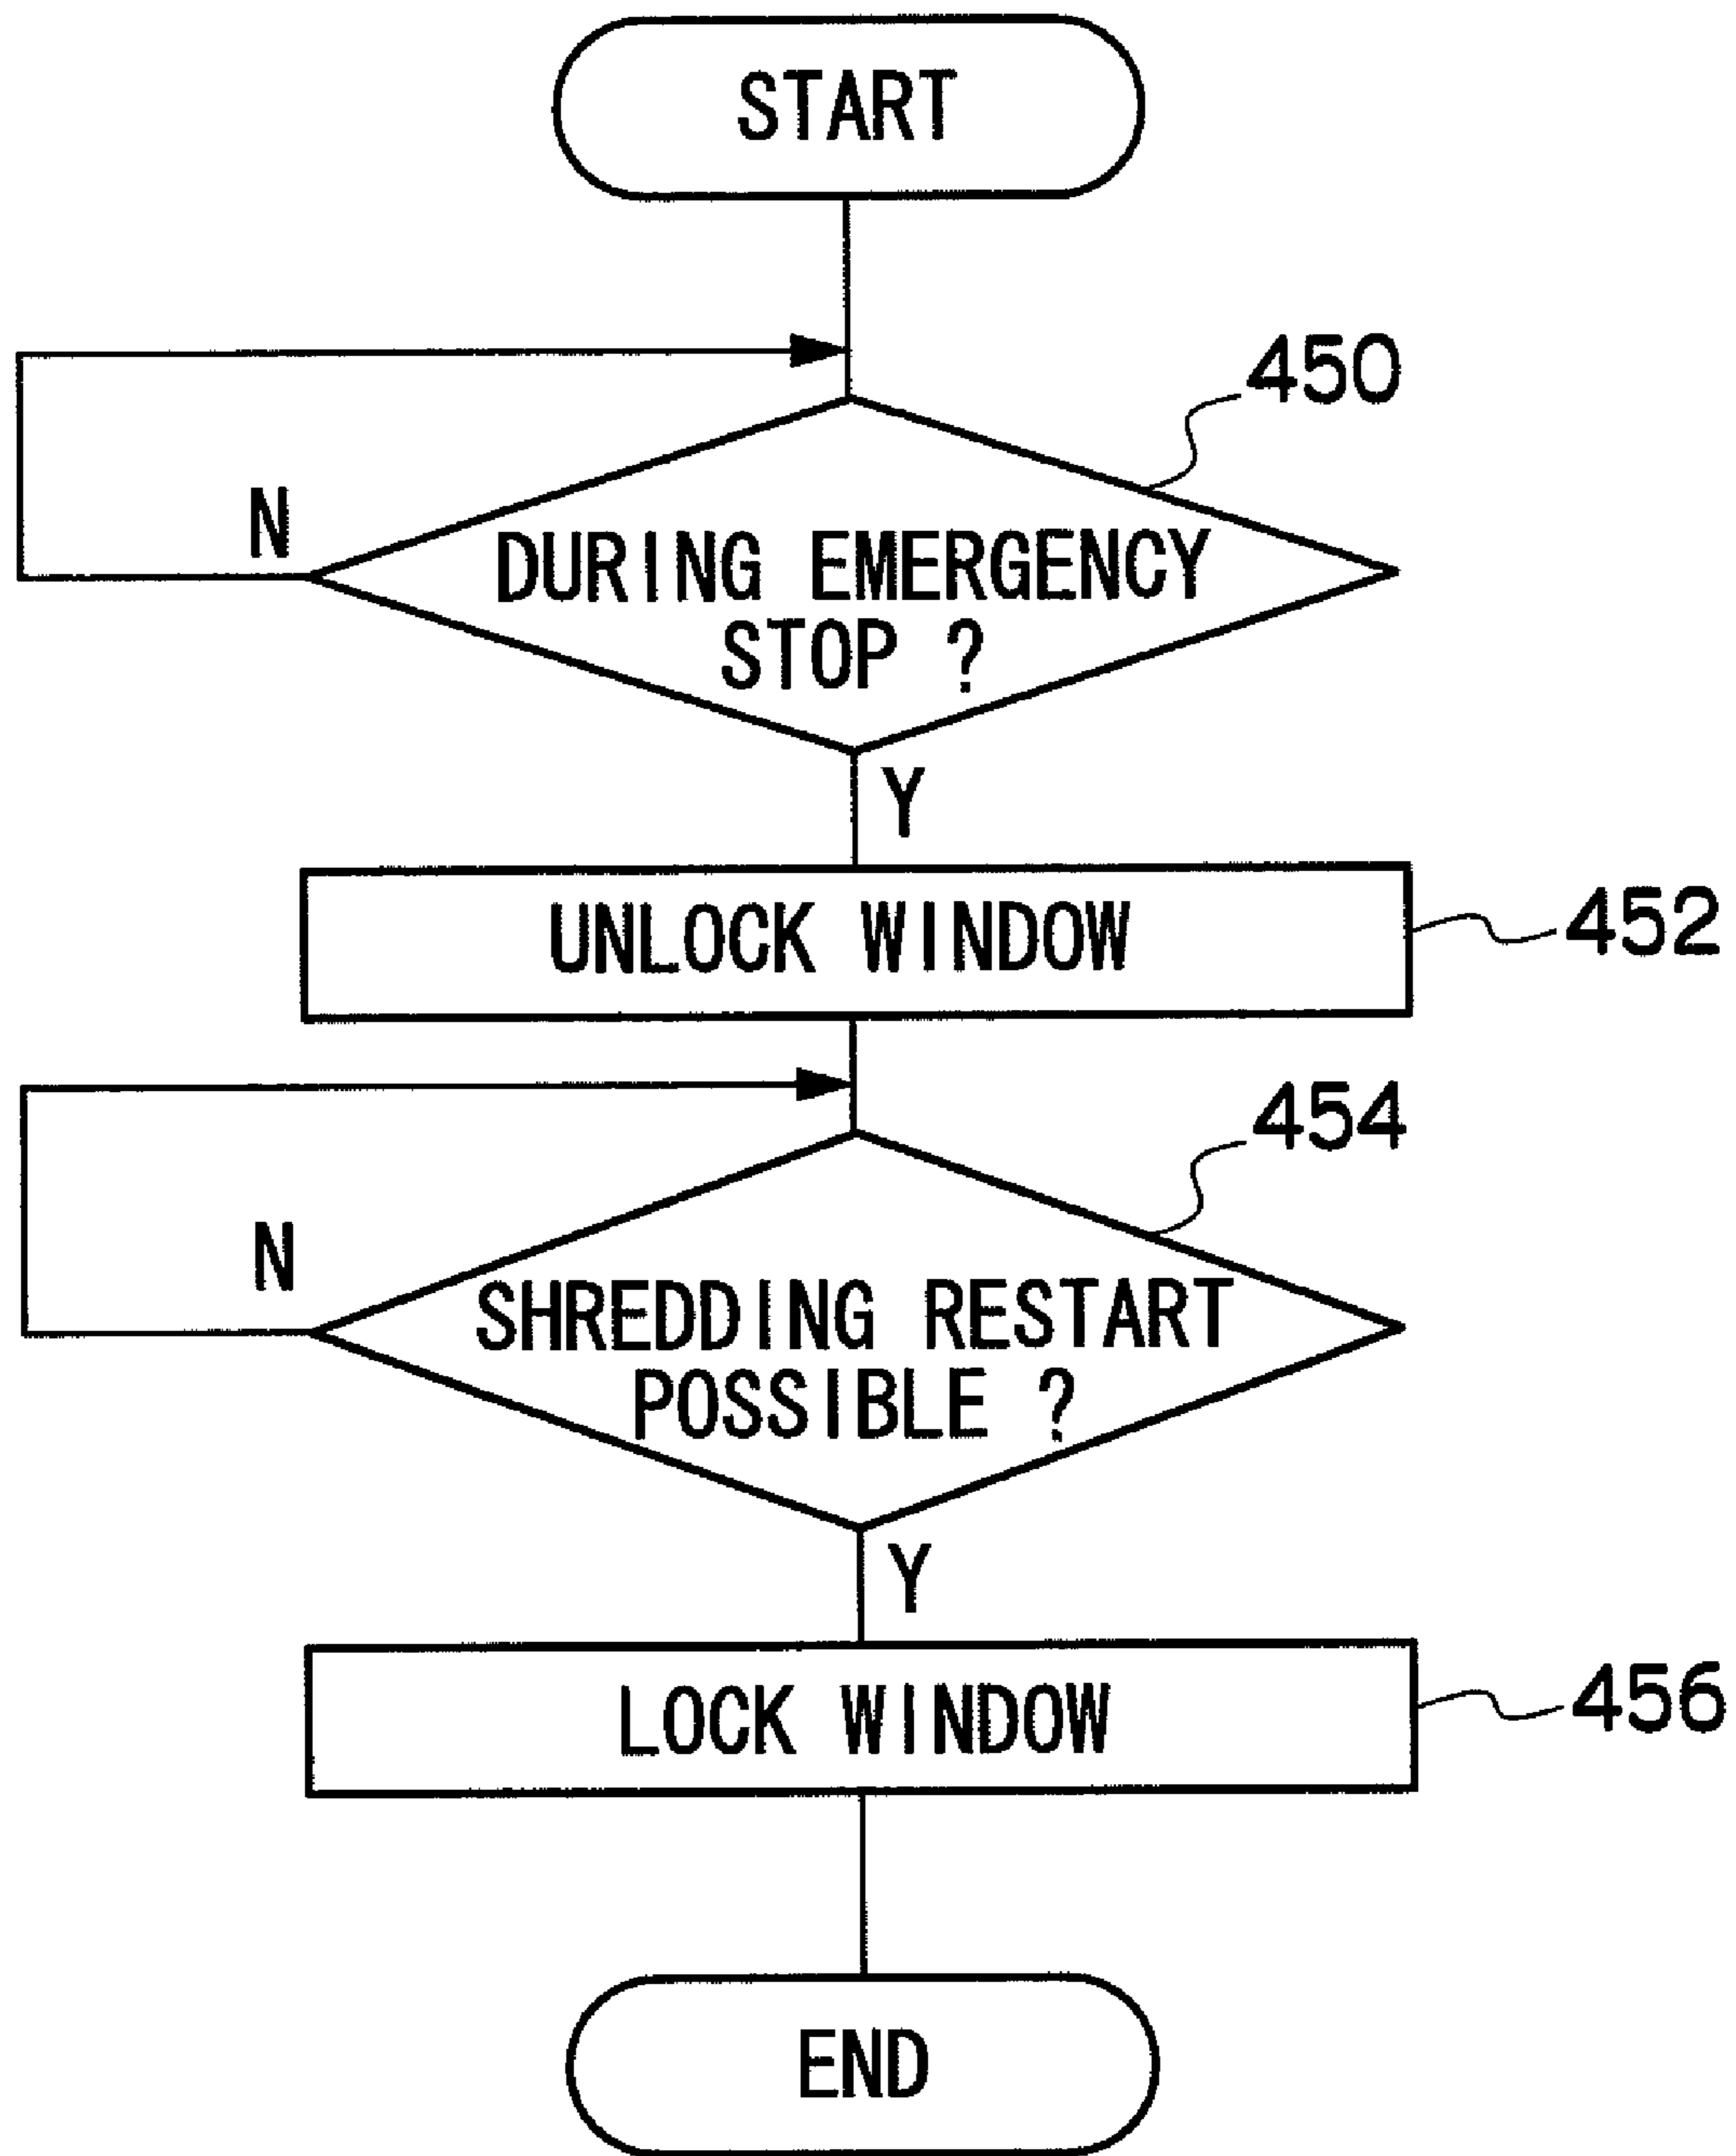 START
450
N
DURING EMERGENCY
STOP ?
Y
UNLOCK WINDOW
452
454
N
SHREDDING RESTART
POSSIBLE ?
Y
LOCK WINDOW
456
END